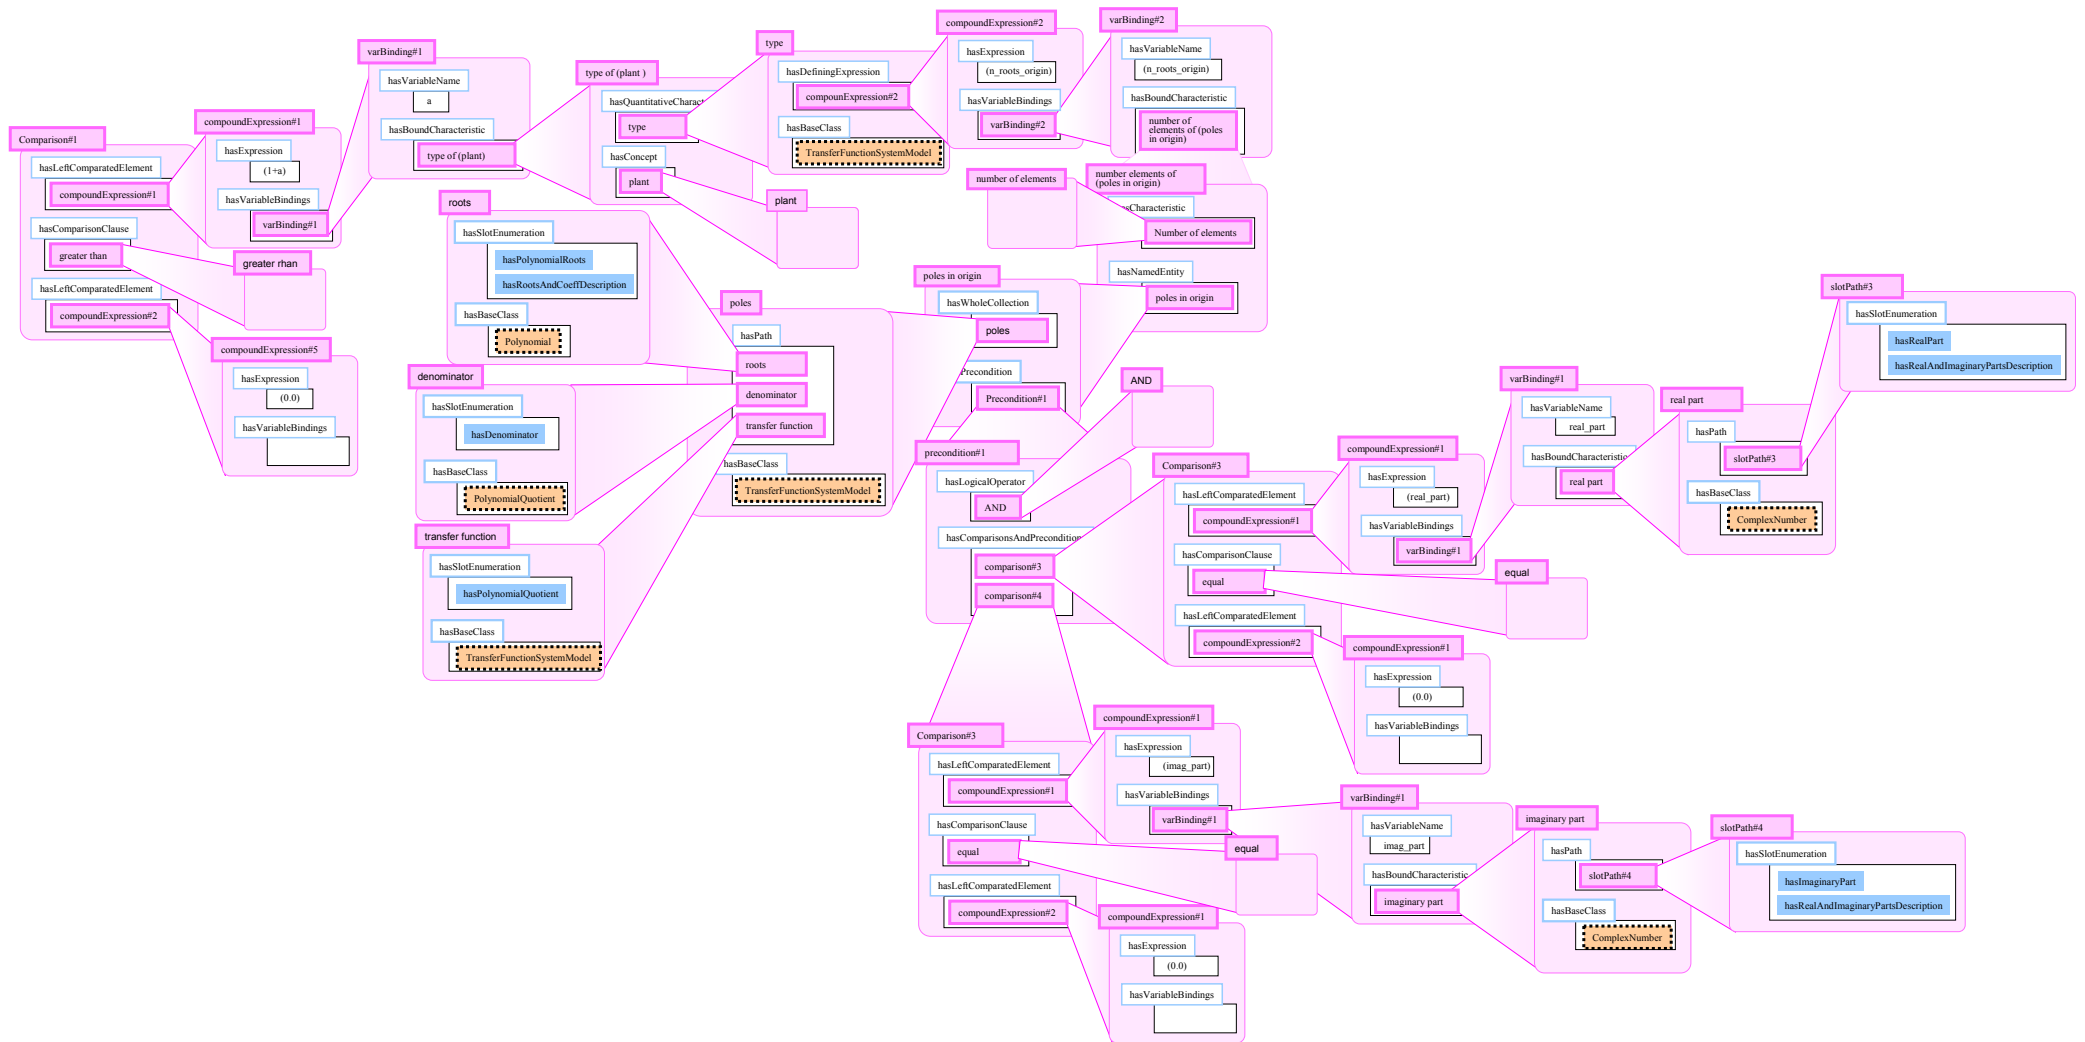 Comparison#1
hasLeftComparatedElement
compoundExpression#1
hasComparisonClause
greater than
hasLeftComparatedElement
compoundExpression#2
compoundExpression#1
hasExpression
(1+a)
hasVariableBindings
varBinding#1
greater rhan
compoundExpression#5
hasExpression
(0.0)
hasVariableBindings
varBinding#1
hasVariableName
a
hasBoundCharacteristic
type of (plant)
type of (plant )
hasQuantitativeCharact
type
hasConcept
plant
plant
type
hasDefiningExpression
compounExpression#2
hasBaseClass
TransferFunctionSystemModel
compoundExpression#2
hasExpression
(n_roots_origin)
hasVariableBindings
varBinding#2
varBinding#2
hasVariableName
(n_roots_origin)
hasBoundCharacteristic
number of
elements of (poles
in origin)
number of elements
number elements of
(poles in origin)
asCharacteristic
Number of elements
hasNamedEntity
poles in origin
poles in origin
hasWholeCollection
poles
Precondition
Precondition#1
roots
hasSlotEnumeration
hasPolynomialRoots
hasRootsAndCoeffDescription
hasBaseClass
Polynomial
poles
hasPath
roots
denominator
transfer function
hasBaseClass
TransferFunctionSystemModel
denominator
hasSlotEnumeration
hasDenominator
hasBaseClass
PolynomialQuotient
transfer function
hasSlotEnumeration
hasPolynomialQuotient
hasBaseClass
TransferFunctionSystemModel
AND
precondition#1
hasLogicalOperator
AND
hasComparisonsAndPrecondition
comparison#3
comparison#4
Comparison#3
hasLeftComparatedElement
compoundExpression#1
hasComparisonClause
equal
hasLeftComparatedElement
compoundExpression#2
compoundExpression#1
hasExpression
(real_part)
hasVariableBindings
varBinding#1
equal
compoundExpression#1
hasExpression
(0.0)
hasVariableBindings
varBinding#1
hasVariableName
real_part
hasBoundCharacteristic
real part
real part
hasPath
slotPath#3
hasBaseClass
ComplexNumber
slotPath#3
hasSlotEnumeration
hasRealPart
hasRealAndImaginaryPartsDescription
Comparison#3
hasLeftComparatedElement
compoundExpression#1
hasComparisonClause
equal
hasLeftComparatedElement
compoundExpression#2
compoundExpression#1
hasExpression
(imag_part)
hasVariableBindings
varBinding#1
equal
compoundExpression#1
hasExpression
(0.0)
hasVariableBindings
varBinding#1
hasVariableName
imag_part
hasBoundCharacteristic
imaginary part
imaginary part
hasPath
slotPath#4
hasBaseClass
ComplexNumber
slotPath#4
hasSlotEnumeration
hasImaginaryPart
hasRealAndImaginaryPartsDescription